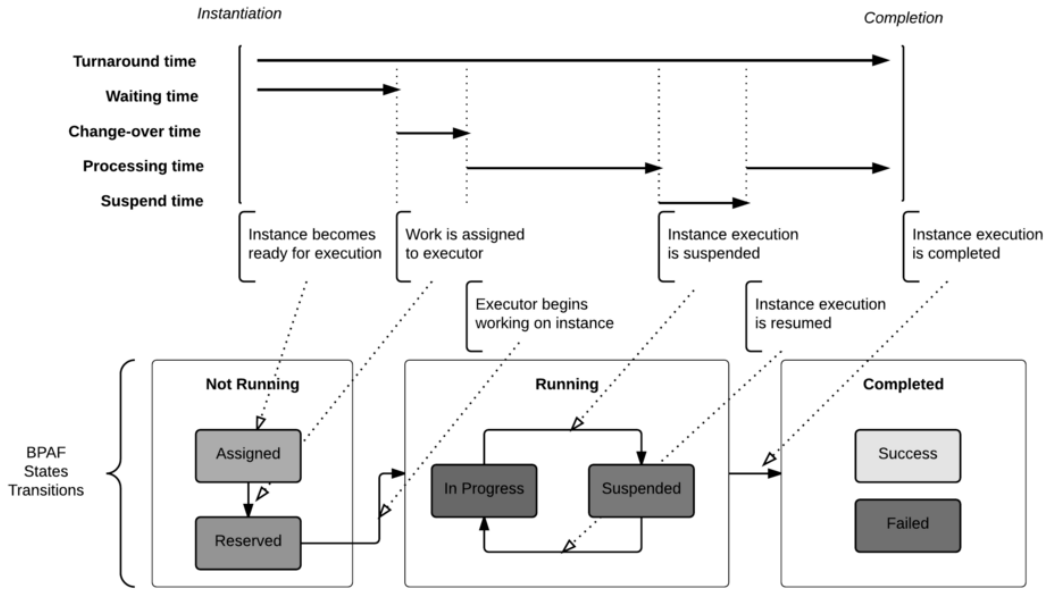 Instantiation
Completion
Turnaround time
Waiting time
Change-over time
Processing time
Suspend time
Instance becomes
ready for execution
Work is assigned
to executor
Instance execution
is suspended
Instance execution
is completed
Executor begins
working on instance
Instance execution
is resumed
BPAF
States
Transitions
Not Running
Assigned
Reserved
Running
In Progress
Suspended
Completed
Success
Failed